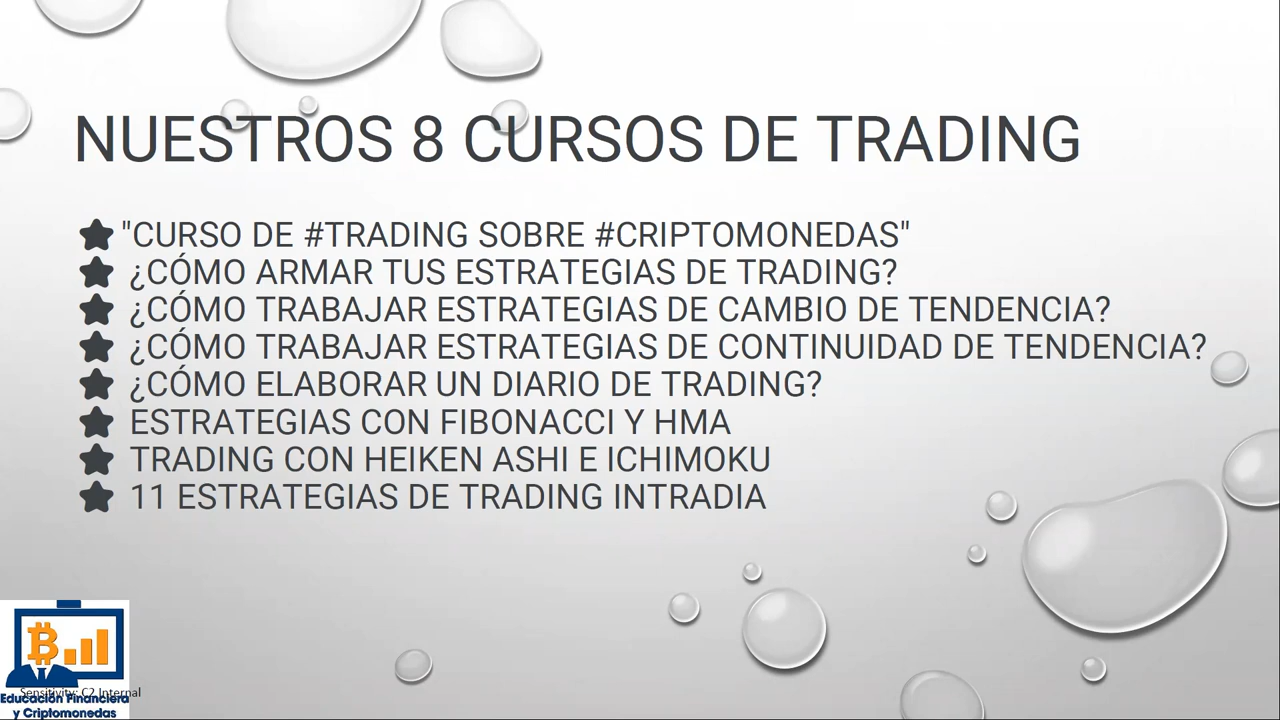 NUESTROS 8 CURSOS DE TRADING
"CURSO DE #TRADING SOBRE #CRIPTOMONEDAS"
¿CÓMO ARMAR TUS ESTRATEGIAS DE TRADING?
¿CÓMO TRABAJAR ESTRATEGIAS DE CAMBIO DE TENDENCIA?
¿CÓMO TRABAJAR ESTRATEGIAS DE CONTINUIDAD DE TENDENCIA?
¿CÓMO ELABORAR UN DIARIO DE TRADING?
ESTRATEGIAS CON FIBONACCI Y HMA
TRADING CON HEIKEN ASHI E ICHIMOKU
11 ESTRATEGIAS DE TRADING INTRADIA
Sensitivity: C2 Internal
Educación Financiera
y Criptomonedas